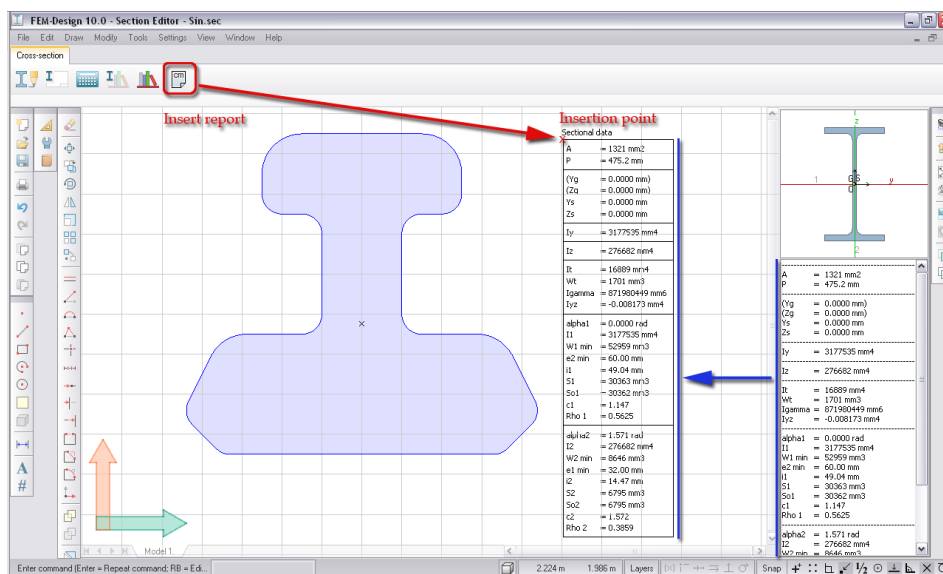 FEM-Design 10.0 - Section Editor - Sin.sec
File Edit Draw Modify Tools Settings View Window Help
Cross-section
cm
Insert report
Insertion point
Sectional data
A = 1321 mm2
P = 475.2 mm
(Yg = 0.0000 mm)
(Zg = 0.0000 mm)
Ys = 0.0000 mm
Zs = 0.0000 mm
Iy = 3177535 mm4
Iz = 276682 mm4
It = 16889 mm4
Wt = 1701 mm3
Igamma = 871980449 mm6
Iyz = -0.008173 mm4
alpha1 = 0.0000 rad
I1 = 3177535 mm4
W1 min = 52959 mm3
e2 min = 60.00 mm
i1 = 49.04 mm
S1 = 30363 mm3
So1 = 30362 mm3
c1 = 1.147
Rho 1 = 0.5625
alpha2 = 1.571 rad
I2 = 276682 mm4
W2 min = 8646 mm3
e1 min = 32.00 mm
i2 = 14.47 mm
S2 = 6795 mm3
So2 = 6795 mm3
c2 = 1.572
Rho 2 = 0.3859
z
1
G S
y
2
A = 1321 mm2
P = 475.2 mm
(Yg = 0.0000 mm)
(Zg = 0.0000 mm)
Ys = 0.0000 mm
Zs = 0.0000 mm
Iy = 3177535 mm4
Iz = 276682 mm4
It = 16889 mm4
Wt = 1701 mm3
Igamma = 871980449 mm6
Iyz = -0.008173 mm4
alpha1 = 0.0000 rad
I1 = 3177535 mm4
W1 min = 52959 mm3
e2 min = 60.00 mm
i1 = 49.04 mm
S1 = 30363 mm3
So1 = 30362 mm3
c1 = 1.147
Rho 1 = 0.5625
alpha2 = 1.571 rad
I2 = 276682 mm4
W2 min = 8646 mm3
A
#
Model 1.
Enter command (Enter = Repeat command; RB = Edi...
2.224 m 1.986 m Layers Snap